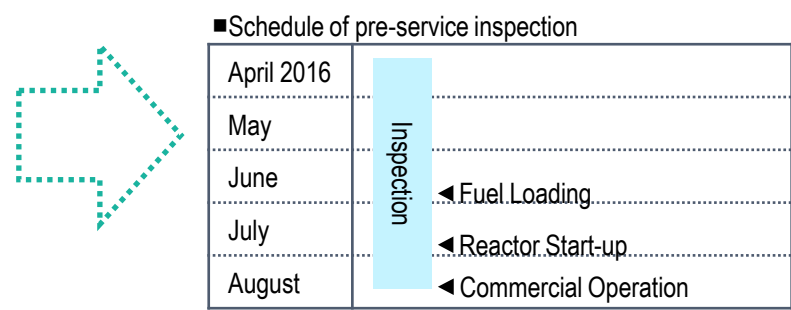 ■Schedule of pre-service inspection
April 2016
May
Inspection
June
◄Fuel Loading
July
◄Reactor Start-up
August
◄Commercial Operation